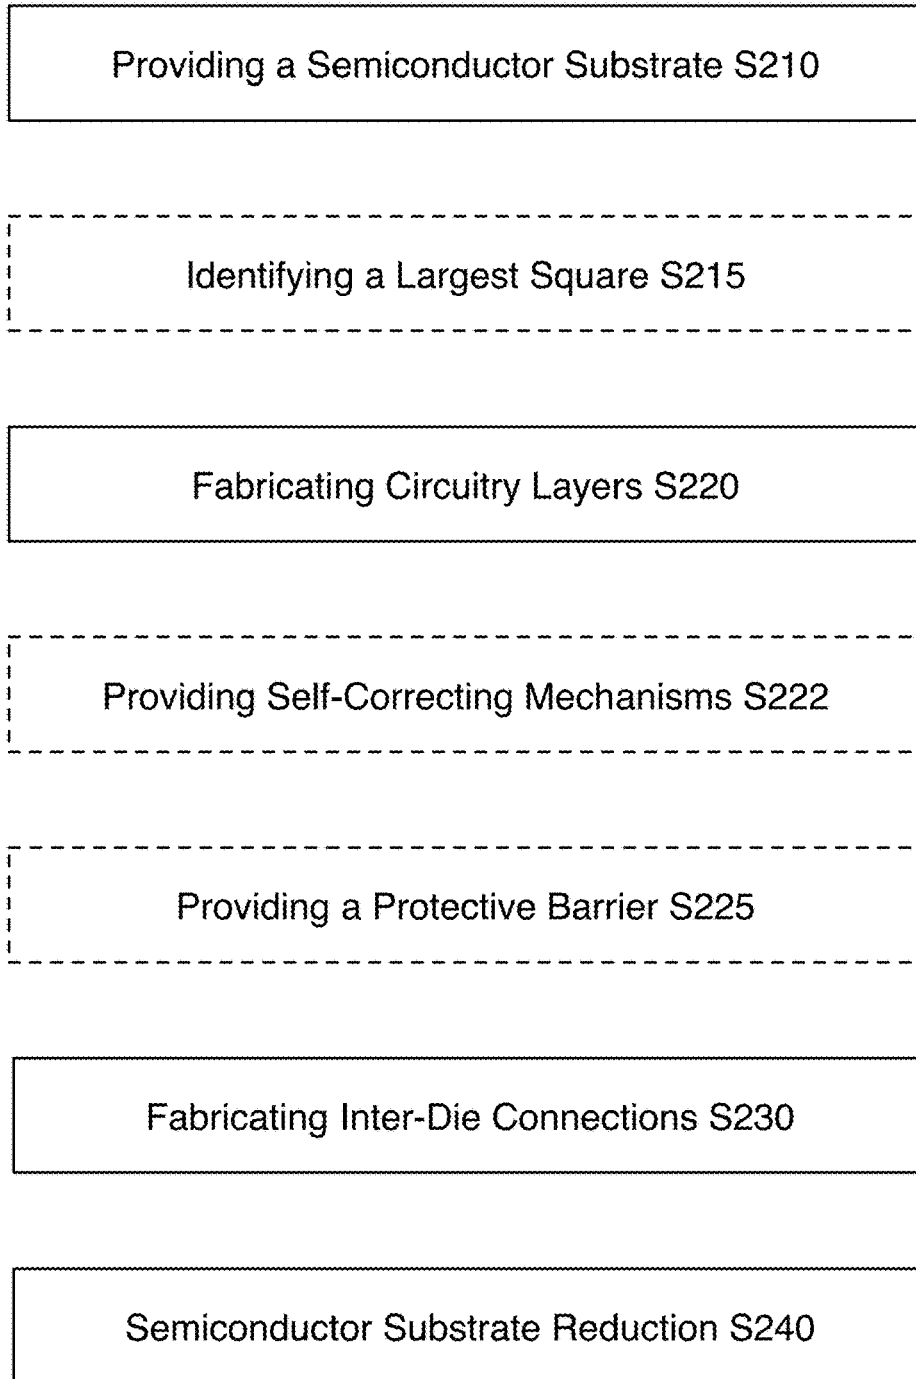 Providing a Semiconductor Substrate S210
Identifying a Largest Square S215
Fabricating Circuitry Layers S220
Providing Self-Correcting Mechanisms S222
Providing a Protective Barrier S225
Fabricating Inter-Die Connections S230
Semiconductor Substrate Reduction S240